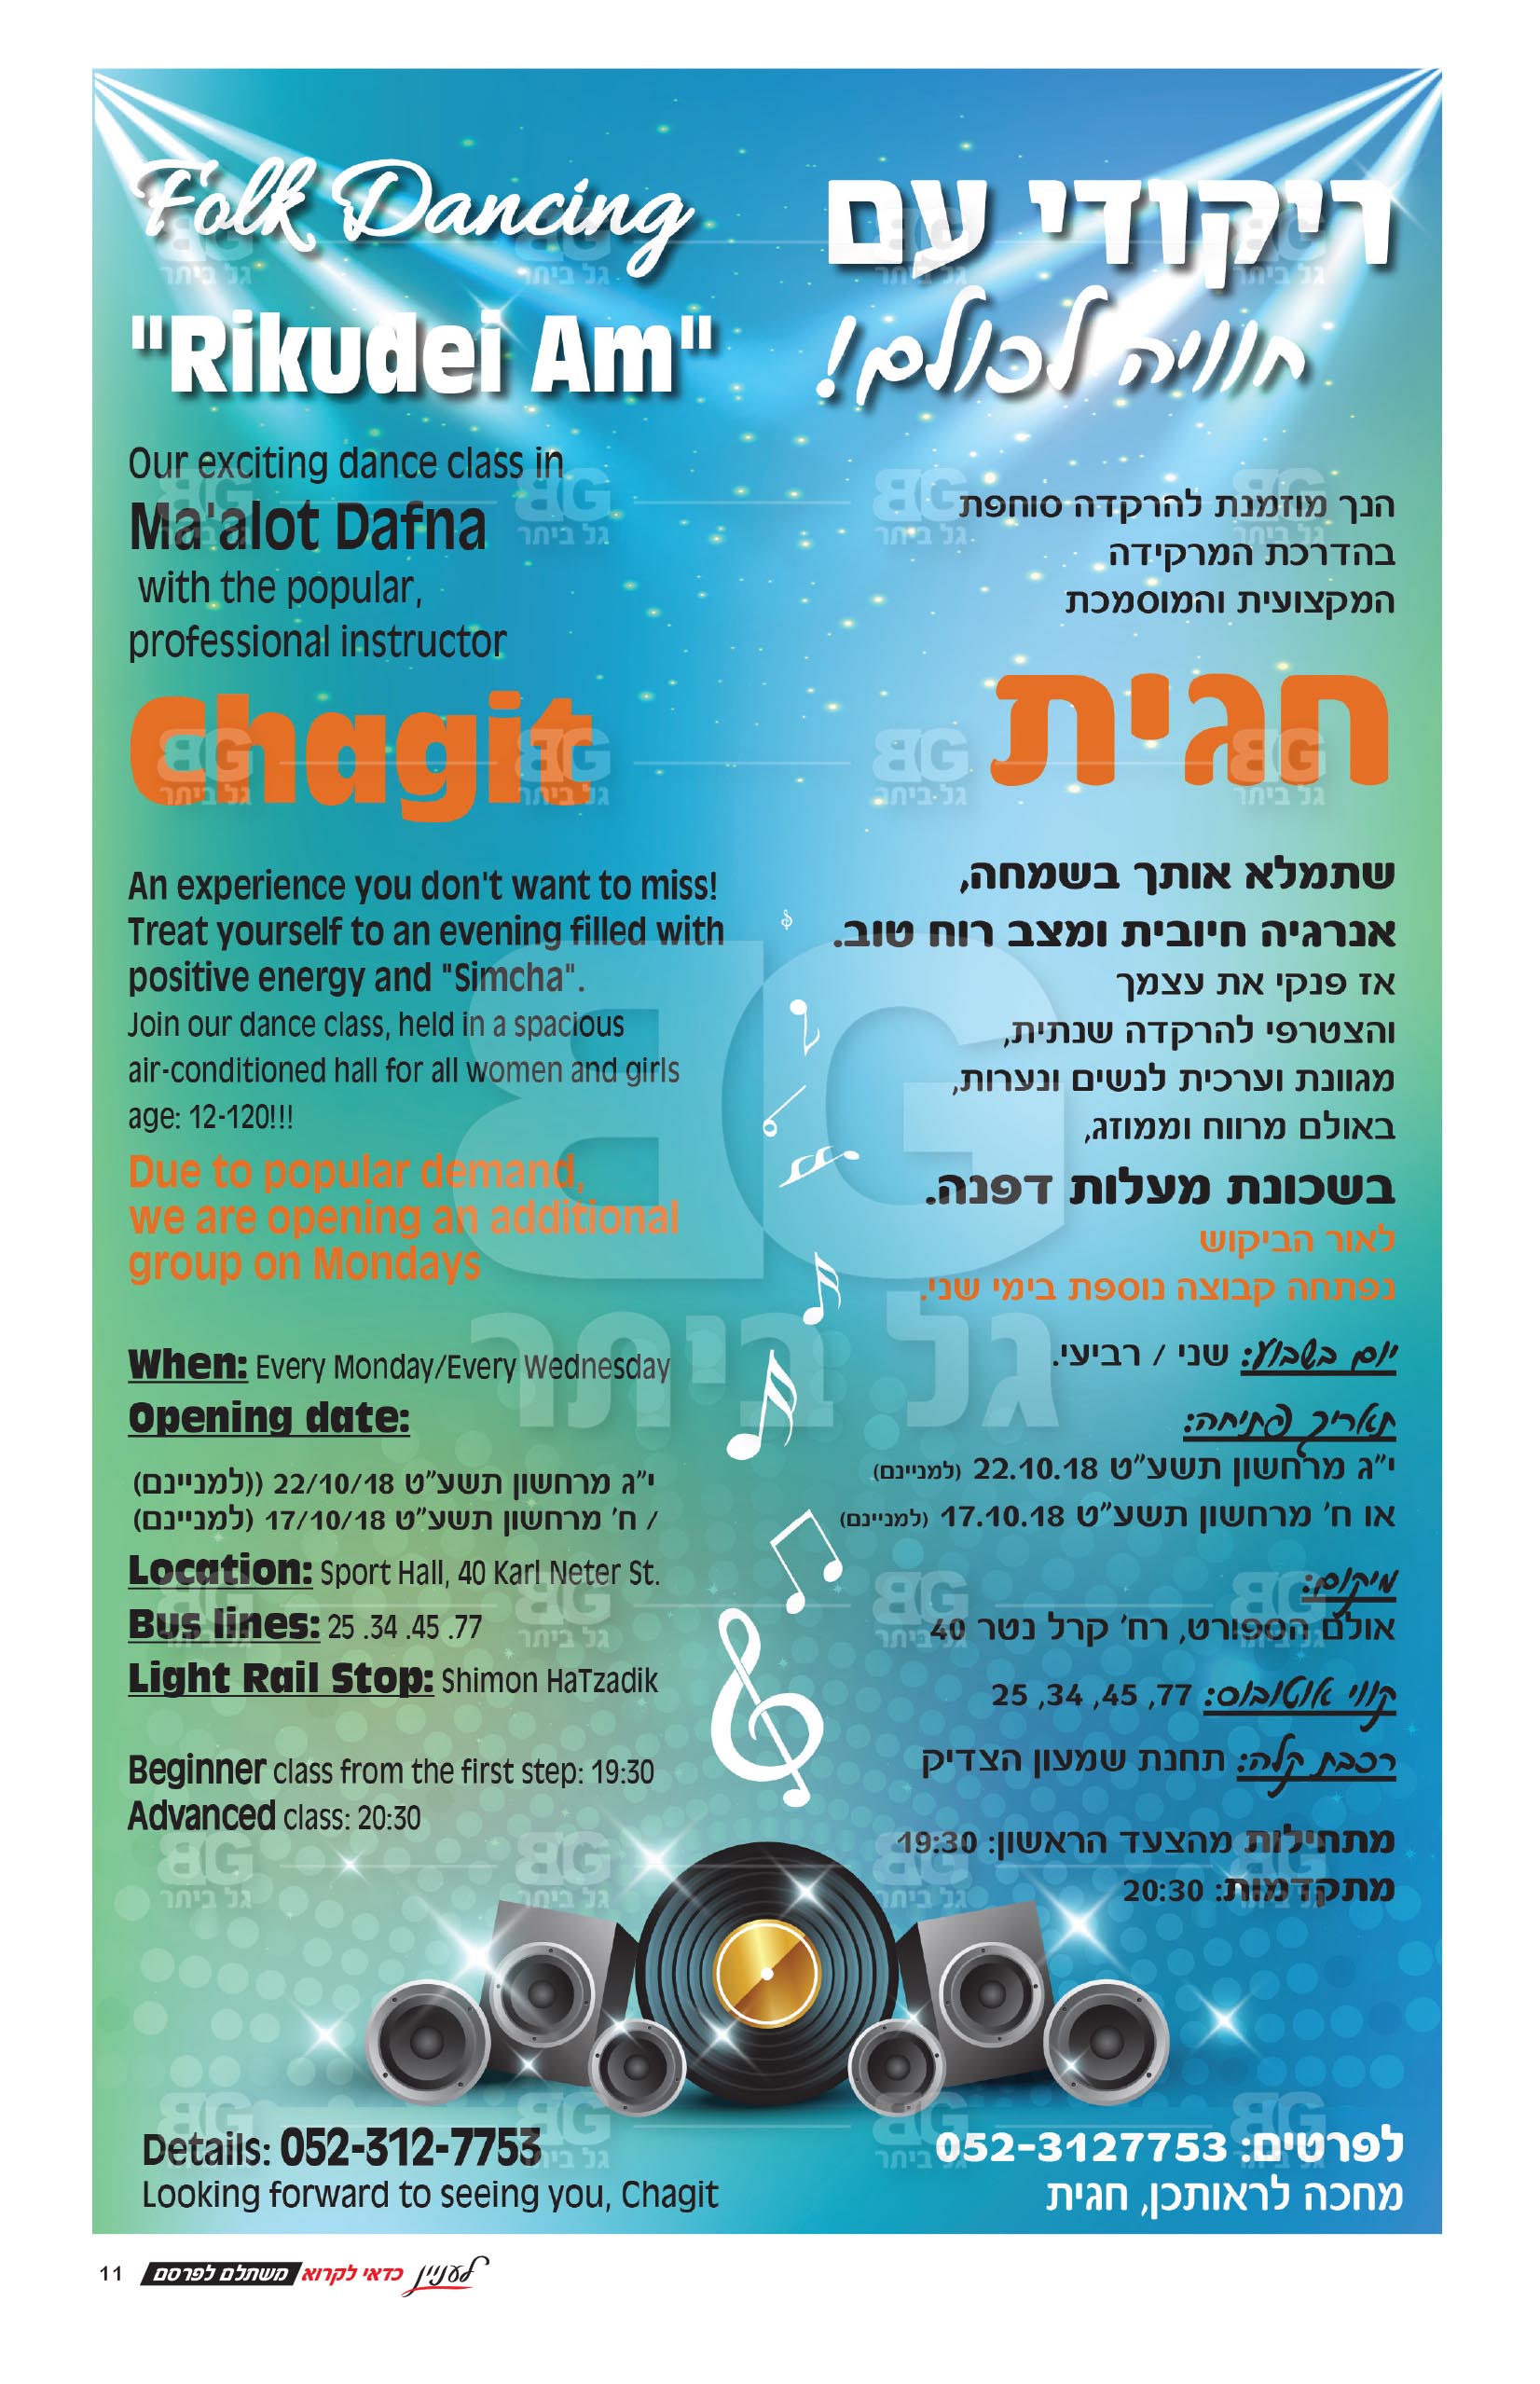 Folk Dancing
"Rikudei Am"
Our exciting dance class in
Ma'alot Dafna
with the popular,
professional instructor
Chagit
An experience you don't want to miss!
Treat yourself to an evening filled with
positive energy and "Simcha".
Join our dance class, held in a spacious
air-conditioned hall for all women and girls
age: 12-120!!!
Due to popular demand,
we are opening an additional
group on Mondays
When: Every Monday/Every Wednesday
Opening date:
י"ג מרחשון תשע"ט 22/10/18 ((למניינם)
/ ח' מרחשון תשע"ט 17/10/18 (למניינם)
Location: Sport Hall, 40 Karl Neter St.
Bus lines: 25 .34 .45 .77
Light Rail Stop: Shimon HaTzadik
Beginner class from the first step: 19:30
Advanced class: 20:30
Details: 052-312-7753
Looking forward to seeing you, Chagit
ריקודי עם
חוויה לכולם!
הנך מוזמנת להרקדה סוחפת
בהדרכת המרקידה
המקצועית והמוסמכת
חגית
שתמלא אותך בשמחה,
אנרגיה חיובית ומצב רוח טוב.
אז פנקי את עצמך
והצטרפי להרקדה שנתית,
מגוונת וערכית לנשים ונערות,
באולם מרווח וממוזג,
בשכונת מעלות דפנה.
לאור הביקוש
נפתחה קבוצה נוספת בימי שני.
יום בשבוע: שני / רביעי.
תאריך פתיחה:
י"ג מרחשון תשע"ט 22.10.18 (למניינם)
או ח' מרחשון תשע"ט 17.10.18 (למניינם)
מיקום:
אולם הספורט, רח' קרל נטר 40
קווי אוטובוס: 77, 45, 34, 25
רכבת קלה: תחנת שמעון הצדיק
מתחילות מהצעד הראשון: 19:30
מתקדמות: 20:30
לפרטים: 052-3127753
מחכה לראותכן, חגית
BG
גל ביתר
לעניין כדאי לקרוא משתלם לפרסם 11